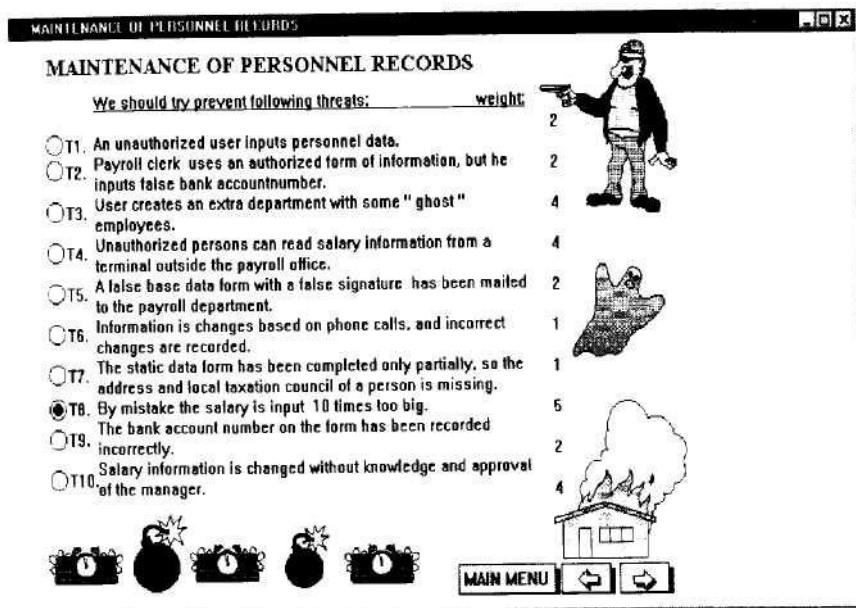 MAINTENANCE OF PERSONNEL RECORDS
MAINTENANCE OF PERSONNEL RECORDS
We should try prevent following threats: weight:
2
T1. An unauthorized user inputs personnel data.
T2. Payroll clerk uses an authorized form of information, but he 2
inputs false bank accountnumber.
T3. User creates an extra department with some " ghost " 4
employees.
T4. Unauthorized persons can read salary information from a 4
terminal outside the payroll office.
T5. A false base data form with a false signature has been mailed 2
to the payroll department.
T6. Information is changes based on phone calls, and incorrect 1
changes are recorded.
T7. The static data form has been completed only partially, so the 1
address and local taxation council of a person is missing.
T8. By mistake the salary is input 10 times too big. 5
T9. The bank account number on the form has been recorded 2
incorrectly.
T10. Salary information is changed without knowledge and approval 4
of the manager.
MAIN MENU